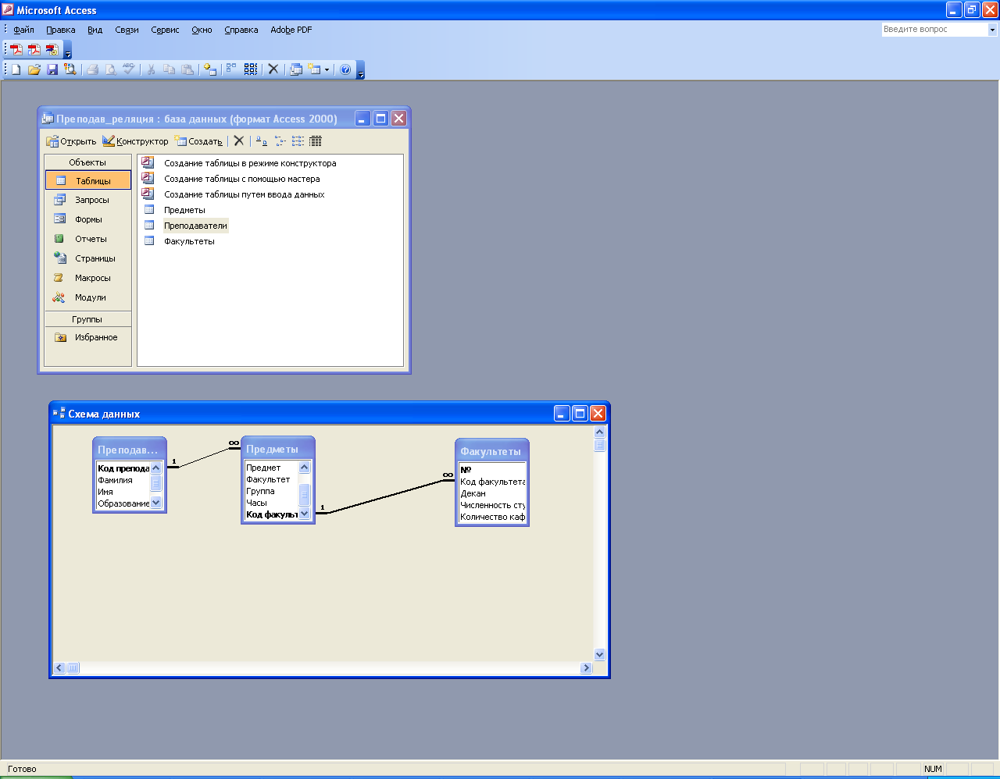 Microsoft Access
Файл Правка Вид Связи Сервис Окно Справка Adobe PDF
Введите вопрос
Преподав_реляция : база данных (формат Access 2000)
Открыть Конструктор Создать
Объекты
Таблицы
Запросы
Формы
Отчеты
Страницы
Макросы
Модули
Группы
Избранное
Создание таблицы в режиме конструктора
Создание таблицы с помощью мастера
Создание таблицы путем ввода данных
Предметы
Преподаватели
Факультеты
Схема данных
Преподав...
Код препода
Фамилия
Имя
Образование
1
∞
Предметы
Предмет
Факультет
Группа
Часы
Код факульт
1
∞
Факультеты
№
Код факультета
Декан
Численность сту
Количество каф
Готово
NUM